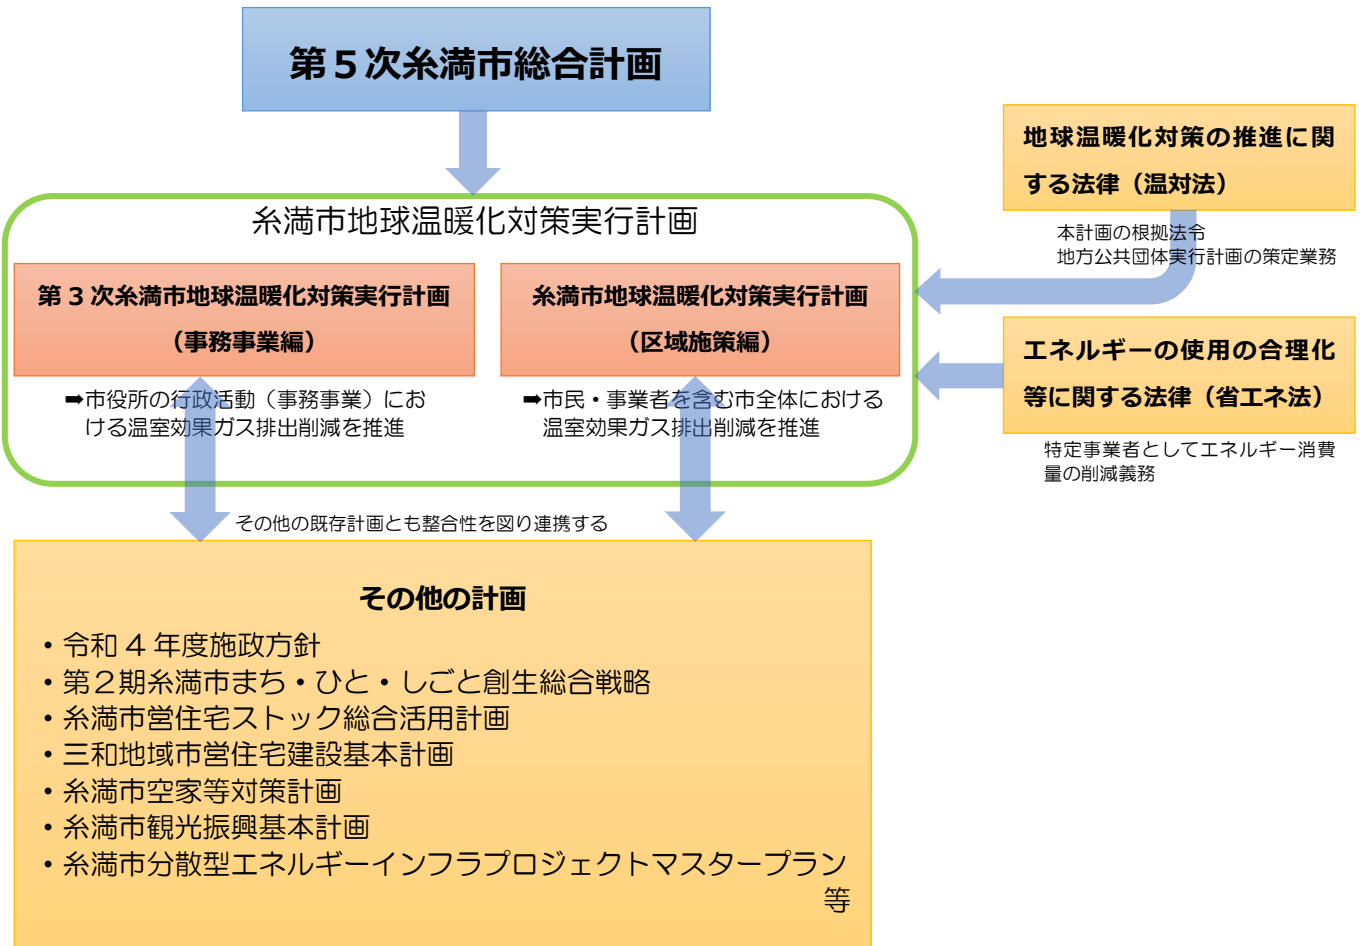 第５次糸満市総合計画
地球温暖化対策の推進に関
する法律（温対法）
本計画の根拠法令
地方公共団体実行計画の策定業務
糸満市地球温暖化対策実行計画
第 3 次糸満市地球温暖化対策実行計画
（事務事業編）
糸満市地球温暖化対策実行計画
（区域施策編）
エネルギーの使用の合理化
等に関する法律（省エネ法）
特定事業者としてエネルギー消費
量の削減義務
➡市役所の行政活動（事務事業）にお
ける温室効果ガス排出削減を推進
➡市民・事業者を含む市全体における
温室効果ガス排出削減を推進
その他の既存計画とも整合性を図り連携する
その他の計画
・令和 4 年度施政方針
・第２期糸満市まち・ひと・しごと創生総合戦略
・糸満市営住宅ストック総合活用計画
・三和地域市営住宅建設基本計画
・糸満市空家等対策計画
・糸満市観光振興基本計画
・糸満市分散型エネルギーインフラプロジェクトマスタープラン
等